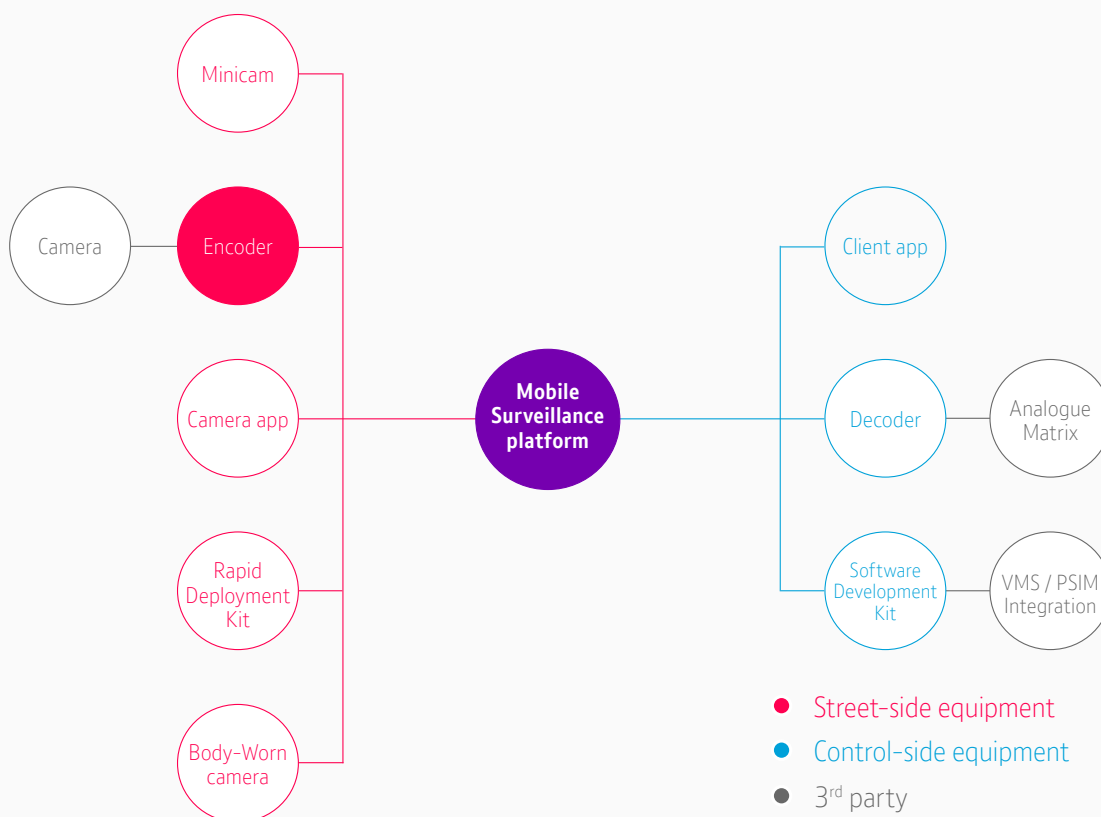 Minicam
Camera
Encoder
Client app
Camera app
Mobile
Surveillance
platform
Decoder
Analogue
Matrix
Rapid
Deployment
Kit
Software
Development
Kit
VMS / PSIM
Integration
Body-Worn
camera
Street-side equipment
Control-side equipment
3rd party